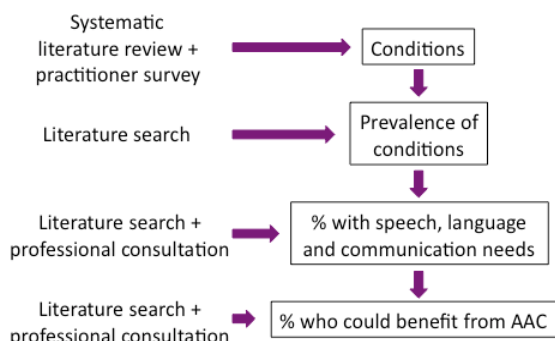 Systematic
literature review +
practitioner survey
Conditions
Literature search
Prevalence of
conditions
Literature search +
professional consultation
% with speech, language
and communication needs
Literature search +
professional consultation
% who could benefit from AAC